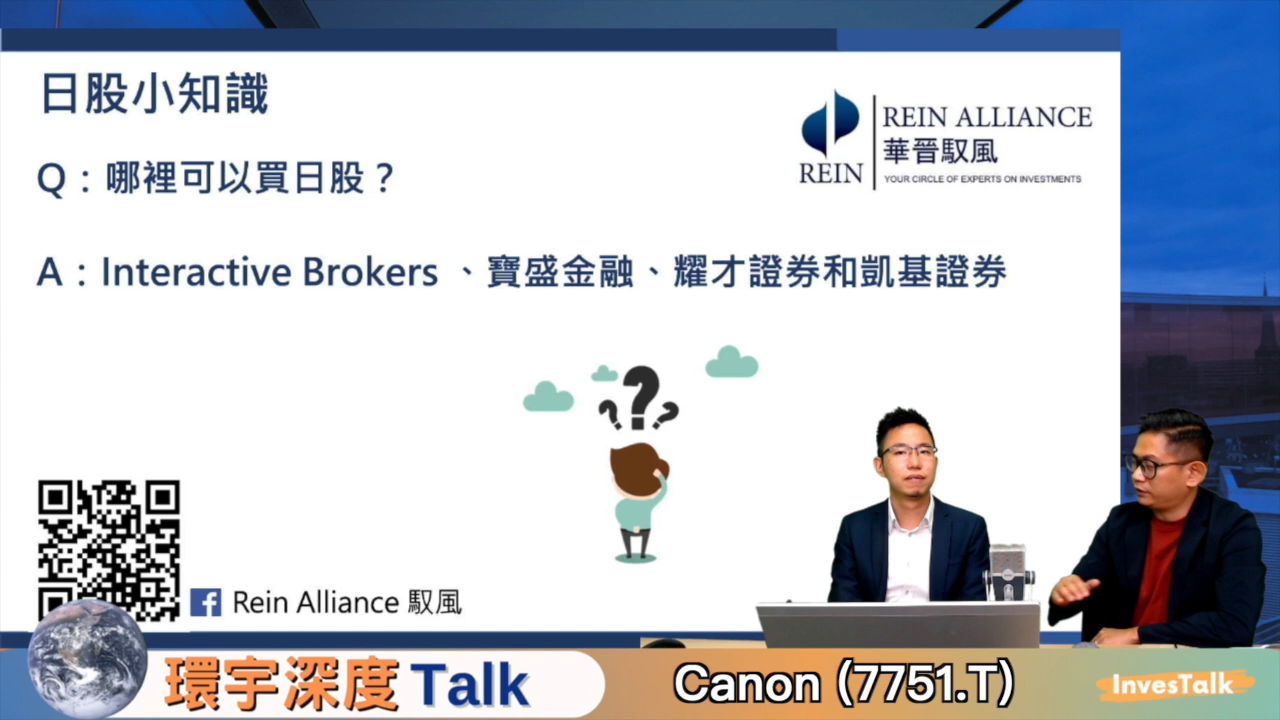 日股小知識
REIN ALLIANCE
華晉馭風
REIN
YOUR CIRCLE OF EXPERTS ON INVESTMENTS
Q：哪裡可以買日股？
A：Interactive Brokers 、寶盛金融、耀才證券和凱基證券
???
f Rein Alliance 馭風
環宇深度 Talk
Canon (7751.T)
InvesTalk